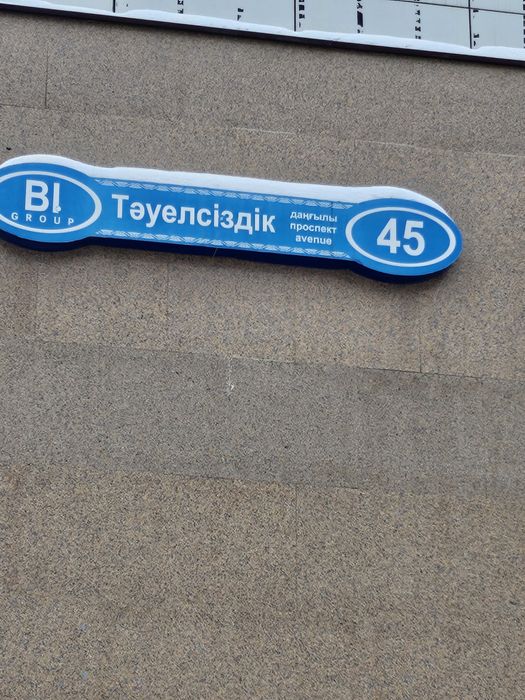 BI
GROUP
Тәуелсіздік
даңғылы
проспект
avenue
45